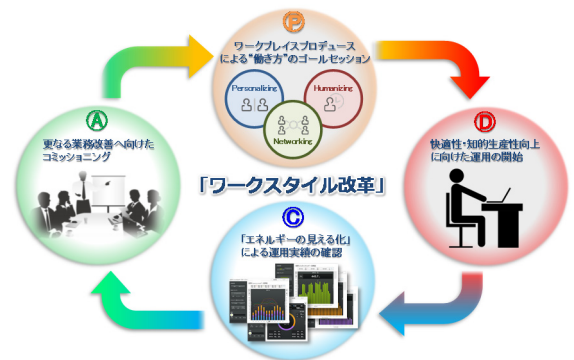 P
ワークプレイスプロデュース
による“働き方”のゴールセッション
Personalizing
Humanizing
Networking
A
更なる業務改善へ向けた
コミッショニング
D
快適性・知的生産性向上
に向けた運用の開始
「ワークスタイル改革」
C
「エネルギーの見える化」
による運用実績の確認